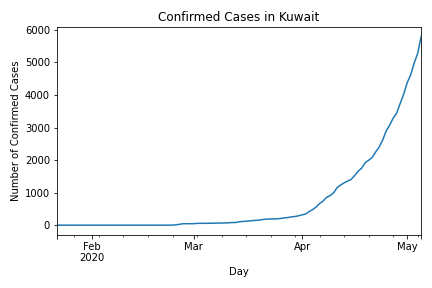 Confirmed Cases in Kuwait
6000
5000
4000
3000
2000
1000
0
Number of Confirmed Cases
Feb
2020
Mar
Apr
May
Day